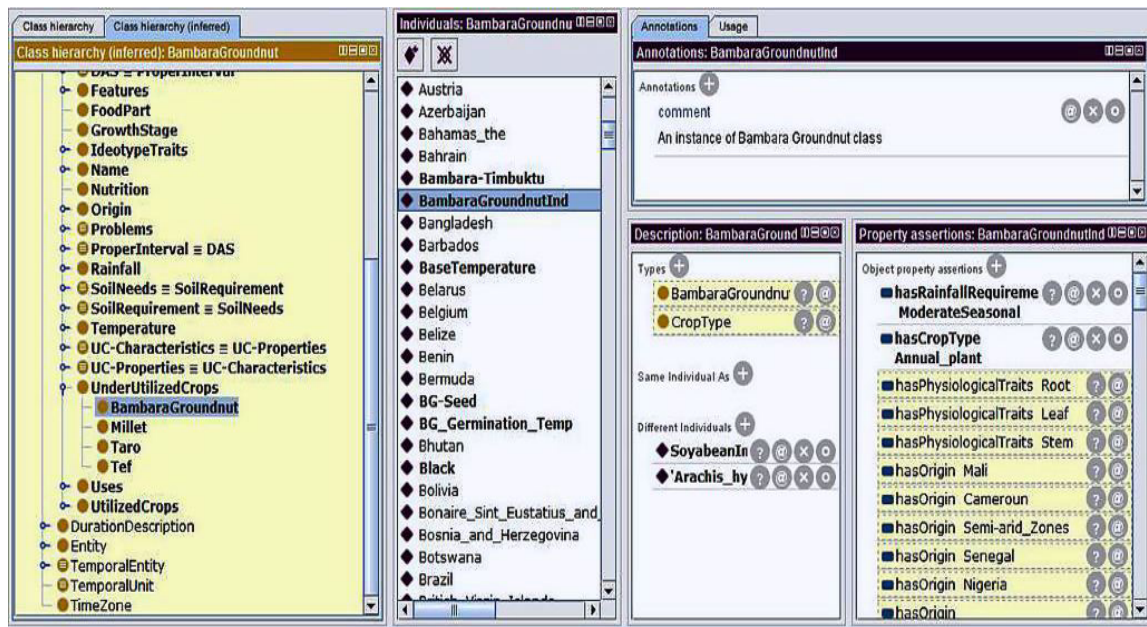 Class hierarchy Class hierarchy (inferred)
Class hierarchy (inferred): BambaraGroundnut
DAS ≡ ProperInterval
Features
FoodPart
GrowthStage
IdeotypeTraits
Name
Nutrition
Origin
Problems
ProperInterval ≡ DAS
Rainfall
SoilNeeds ≡ SoilRequirement
SoilRequirement ≡ SoilNeeds
Temperature
UC-Characteristics ≡ UC-Properties
UC-Properties ≡ UC-Characteristics
UnderUtilizedCrops
BambaraGroundnut
Millet
Taro
Tef
Uses
UtilizedCrops
DurationDescription
Entity
TemporalEntity
TemporalUnit
TimeZone
Individuals: BambaraGroundnu
Austria
Azerbaijan
Bahamas_the
Bahrain
Bambara-Timbuktu
BambaraGroundnutInd
Bangladesh
Barbados
BaseTemperature
Belarus
Belgium
Belize
Benin
Bermuda
BG-Seed
BG_Germination_Temp
Bhutan
Black
Bolivia
Bonaire_Sint_Eustatius_and_
Bosnia_and_Herzegovina
Botswana
Brazil
British_Virgin_Islands
Annotations Usage
Annotations: BambaraGroundnutInd
Annotations
comment
An instance of Bambara Groundnut class
Description: BambaraGround
Types
BambaraGroundnu
CropType
Same Individual As
Different Individuals
SoyabeanIn
'Arachis_hy
Property assertions: BambaraGroundnutInd
Object property assertions
hasRainfallRequireme
ModerateSeasonal
hasCropType
Annual_plant
hasPhysiologicalTraits Root
hasPhysiologicalTraits Leaf
hasPhysiologicalTraits Stem
hasOrigin Mali
hasOrigin Cameroun
hasOrigin Semi-arid_Zones
hasOrigin Senegal
hasOrigin Nigeria
hasOrigin